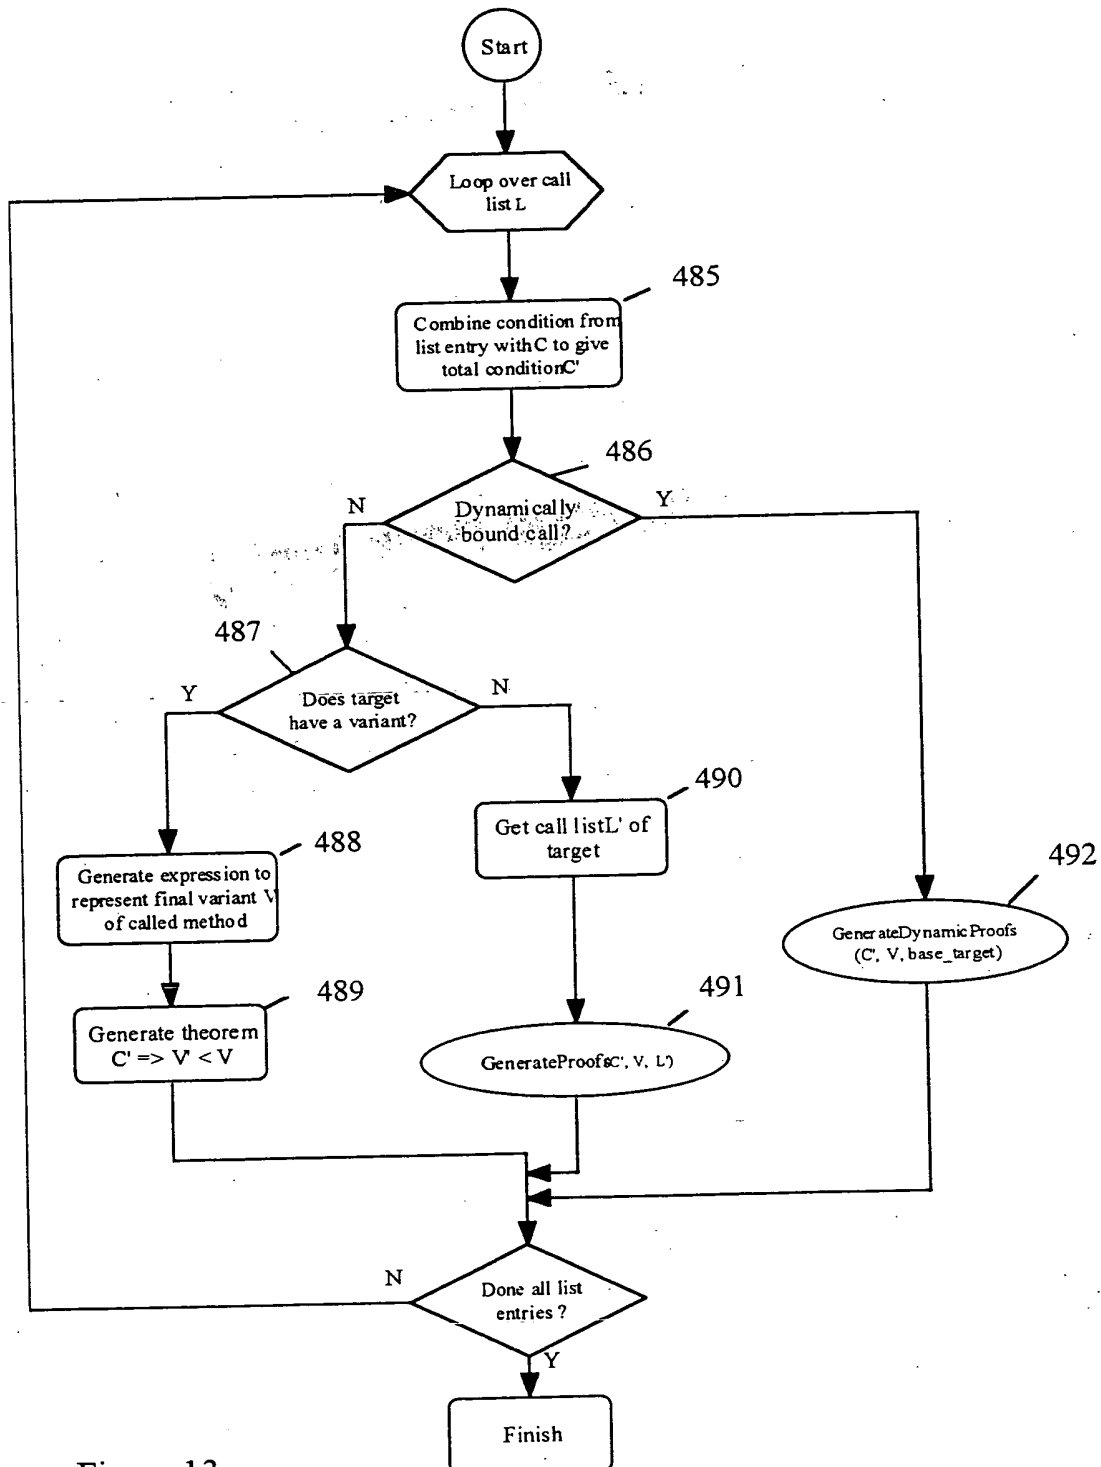 Start
Loop over call
list L
485
Combine condition from
list entry with C to give
total condition C'
486
N
Y
Dynamically
bound call?
487
Y
N
Does target
have a variant?
490
Get call list L' of
target
488
Generate expression to
represent final variant V
of called method
492
GenerateDynamicProofs
(C', V, base_target)
489
Generate theorem
C' => V' < V
491
GenerateProofs(C', V, L')
N
Done all list
entries ?
Y
Finish
Figure 13